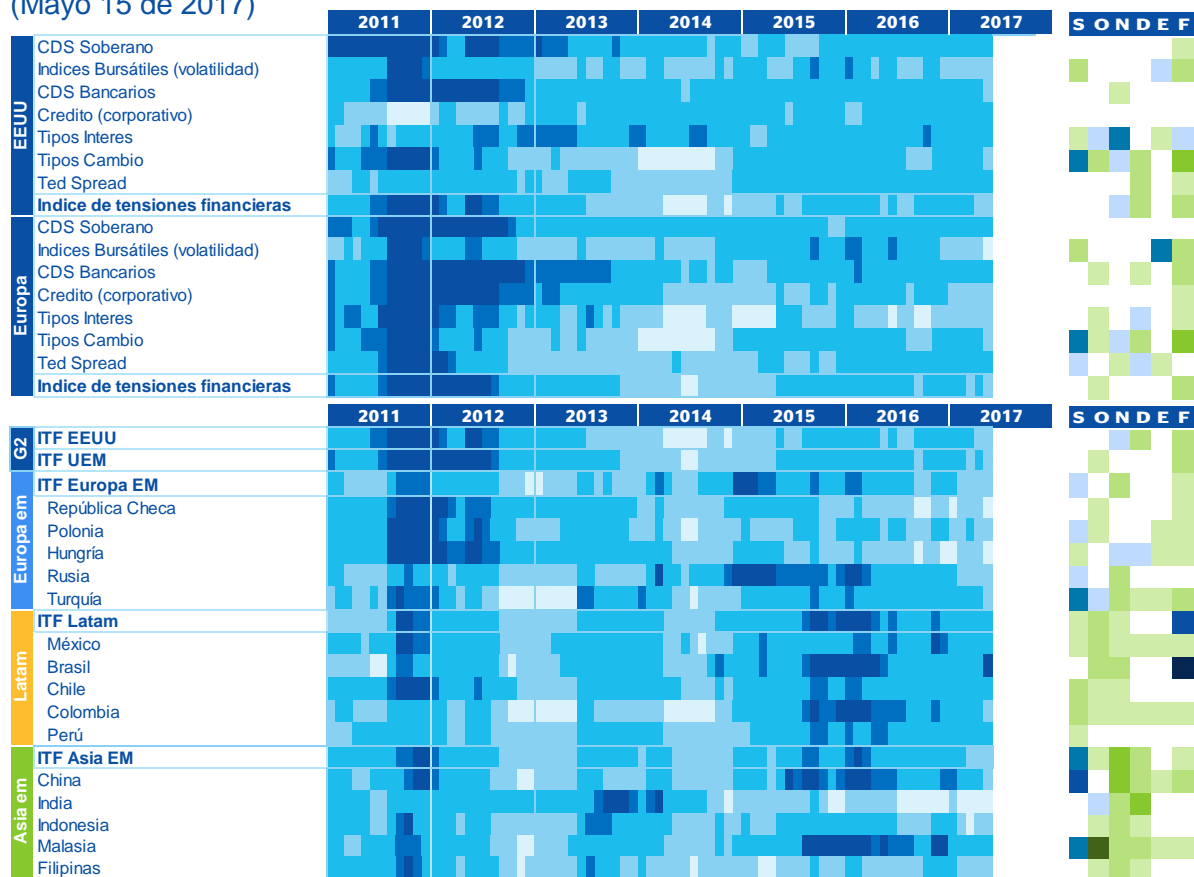 (Mayo 15 de 2017)
2011 2012 2013 2014 2015 2016 2017 S O N D E F
EEUU
CDS Soberano
Indices Bursátiles (volatilidad)
CDS Bancarios
Credito (corporativo)
Tipos Interes
Tipos Cambio
Ted Spread
Indice de tensiones financieras
Europa
CDS Soberano
Indices Bursátiles (volatilidad)
CDS Bancarios
Credito (corporativo)
Tipos Interes
Tipos Cambio
Ted Spread
Indice de tensiones financieras
2011 2012 2013 2014 2015 2016 2017 S O N D E F
G2
ITF EEUU
ITF UEM
Europa em
ITF Europa EM
República Checa
Polonia
Hungría
Rusia
Turquía
Latam
ITF Latam
México
Brasil
Chile
Colombia
Perú
Asia em
ITF Asia EM
China
India
Indonesia
Malasia
Filipinas